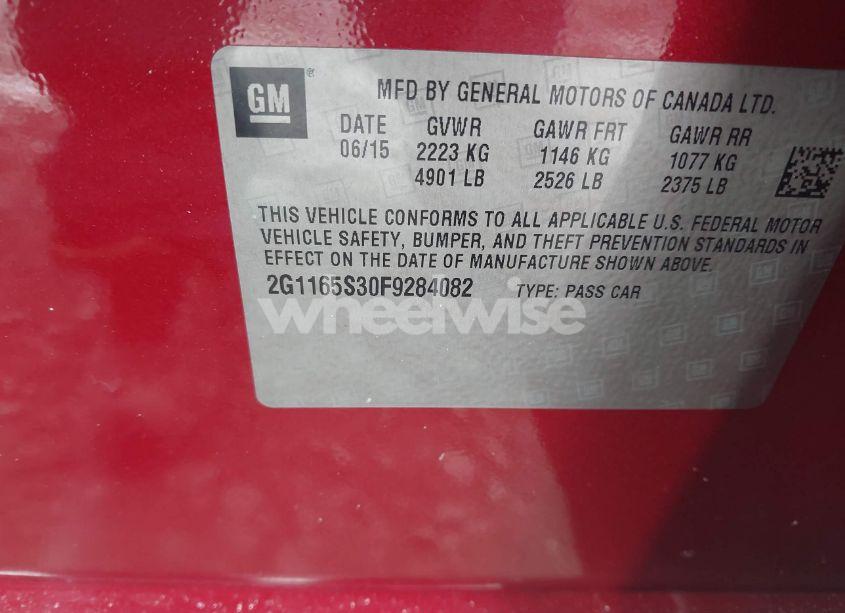 GM ®
MFD BY GENERAL MOTORS OF CANADA LTD.
DATE GVWR GAWR FRT GAWR RR
06/15 2223 KG 1146 KG 1077 KG
4901 LB 2526 LB 2375 LB
THIS VEHICLE CONFORMS TO ALL APPLICABLE U.S. FEDERAL MOTOR
VEHICLE SAFETY, BUMPER, AND THEFT PREVENTION STANDARDS IN
EFFECT ON THE DATE OF MANUFACTURE SHOWN ABOVE.
2G1165S30F9284082 TYPE: PASS CAR
wheelwise